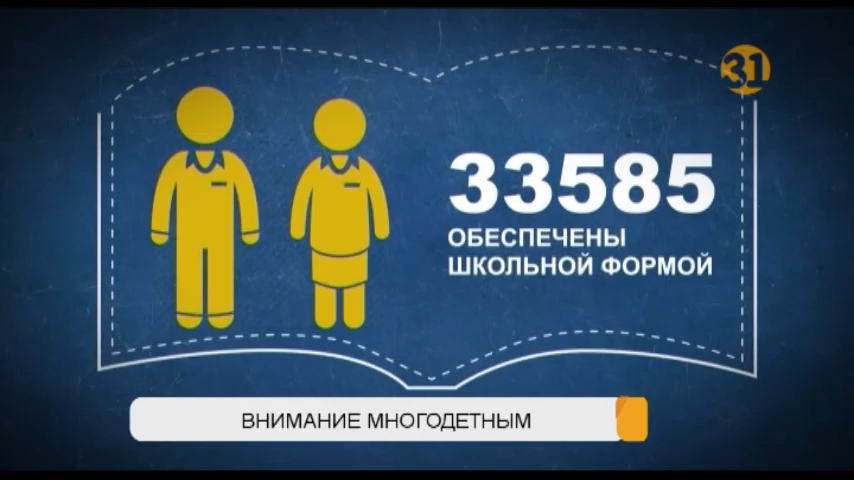 31
33585
ОБЕСПЕЧЕНЫ
ШКОЛЬНОЙ ФОРМОЙ
ВНИМАНИЕ МНОГОДЕТНЫМ